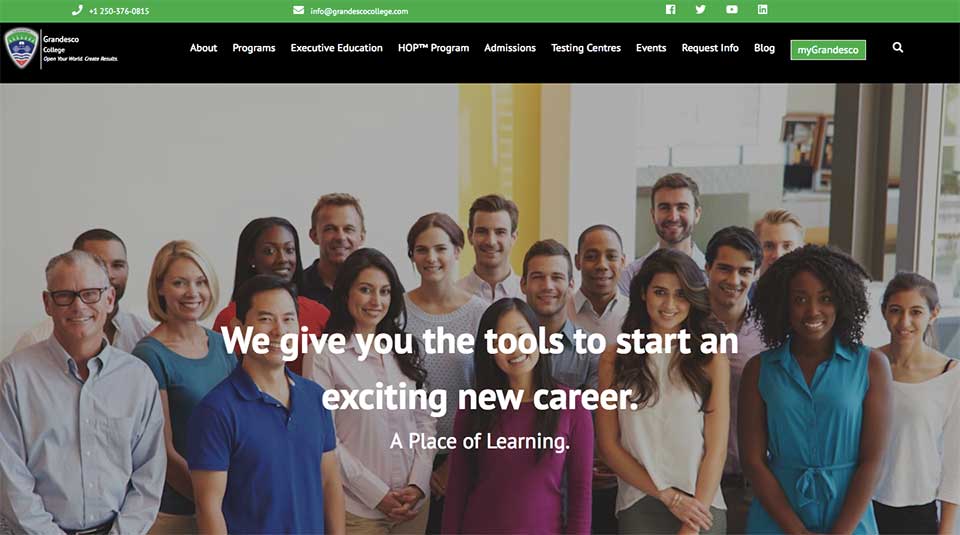 +1 250-376-0815
info@grandescocollege.com
Grandesco
College
Open Your World. Create Results.
About
Programs
Executive Education
HOP™ Program
Admissions
Testing Centres
Events
Request Info
Blog
myGrandesco
We give you the tools to start an
exciting new career.
A Place of Learning.